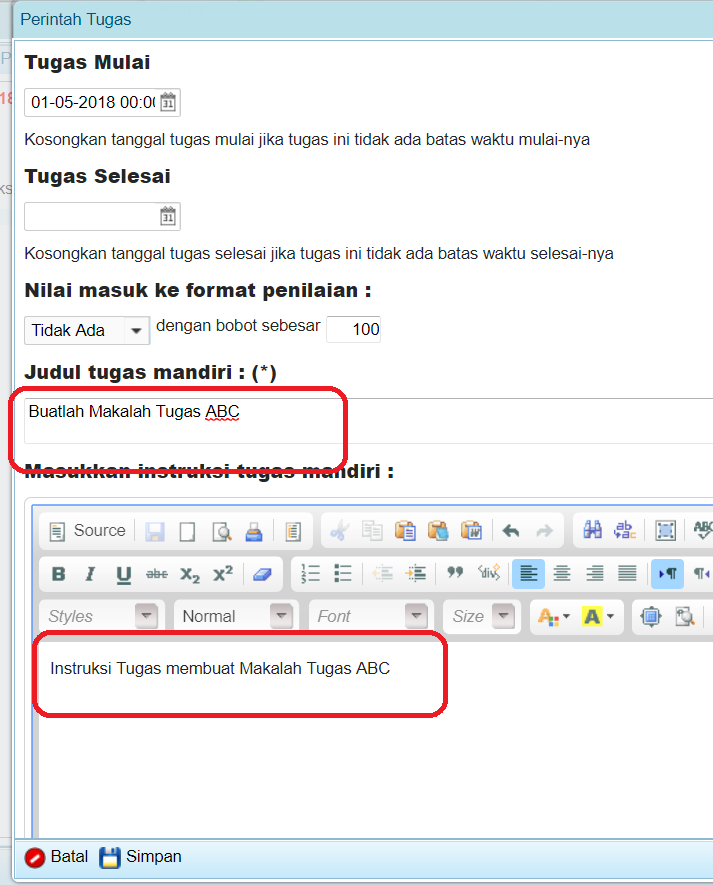 Perintah Tugas
Tugas Mulai
01-05-2018 00:0
Kosongkan tanggal tugas mulai jika tugas ini tidak ada batas waktu mulai-nya
Tugas Selesai
Kosongkan tanggal tugas selesai jika tugas ini tidak ada batas waktu selesai-nya
Nilai masuk ke format penilaian :
Tidak Ada dengan bobot sebesar 100
Judul tugas mandiri : (*)
Buatlah Makalah Tugas ABC
Masukkan instruksi tugas mandiri :
Source
Styles Normal Font Size
Instruksi Tugas membuat Makalah Tugas ABC
Batal Simpan